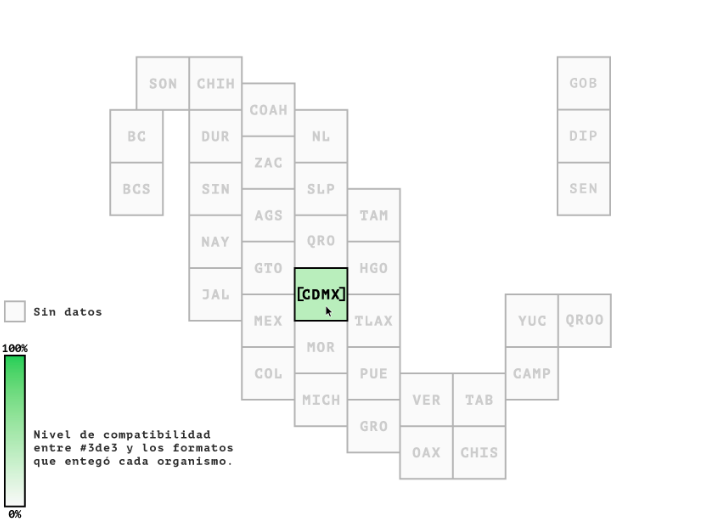 SON CHIH GOB
COAH
BC DUR NL DIP
ZAC
BCS SIN SLP SEN
AGS TAM
NAY QRO
GTO HGO
JAL [CDMX]
Sin datos
MEX TLAX YUC QROO
MOR
100%
COL PUE CAMP
MICH VER TAB
GRO
Nivel de compatibilidad
entre #3de3 y los formatos
OAX CHIS
que entegó cada organismo.
0%